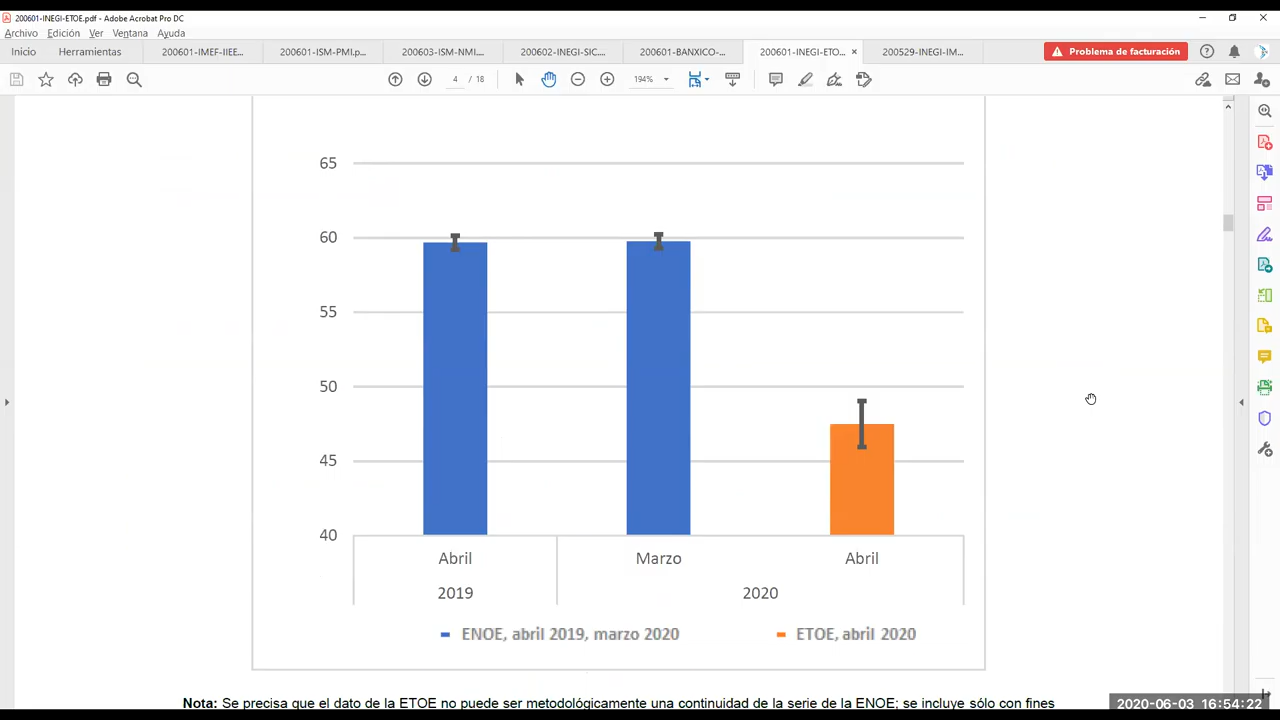 200601-INEGI-ETOE.pdf - Adobe Acrobat Pro DC
Archivo Edición Ver Ventana Ayuda
Inicio Herramientas 200601-IMEF-IIEE... 200601-ISM-PMI.p... 200603-ISM-NMI.... 200602-INEGI-SIC.... 200601-BANXICO-... 200601-INEGI-ETO... × 200529-INEGI-IM... Problema de facturación
4 / 18 194%
65
60
55
50
45
40
Abril Marzo Abril
2019 2020
ENOE, abril 2019, marzo 2020 ETOE, abril 2020
Nota: Se precisa que el dato de la ETOE no puede ser metodológicamente una continuidad de la serie de la ENOE; se incluye sólo con fines
2020-06-03 16:54:22